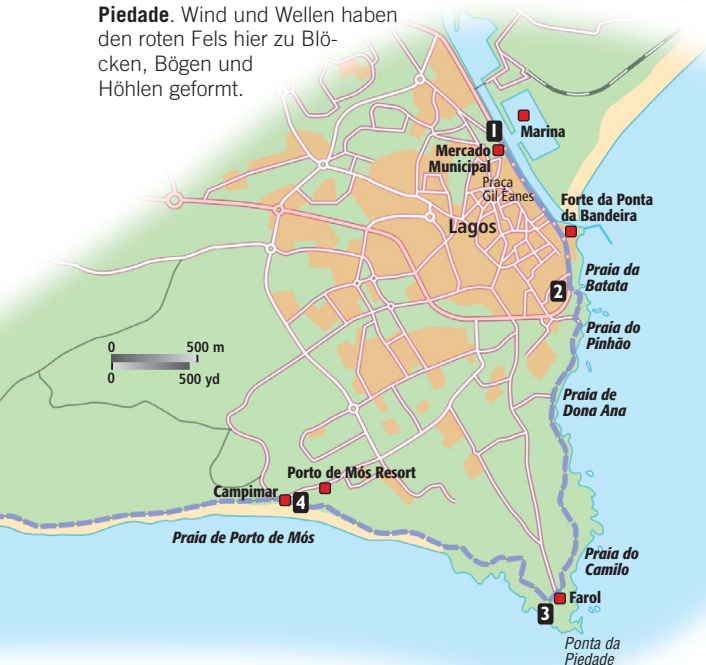 Piedade. Wind und Wellen haben
den roten Fels hier zu Blö-
cken, Bögen und
Höhlen geformt.
1
Marina
Mercado
Municipal
Praça
Gil Eanes
Forte da Ponta
da Bandeira
Lagos
Praia da
Batata
2
Praia do
Pinhão
0 500 m
0 500 yd
Praia de
Dona Ana
Porto de Mós Resort
Campimar
4
Praia de Porto de Mós
Praia do
Camilo
Farol
3
Ponta da
Piedade